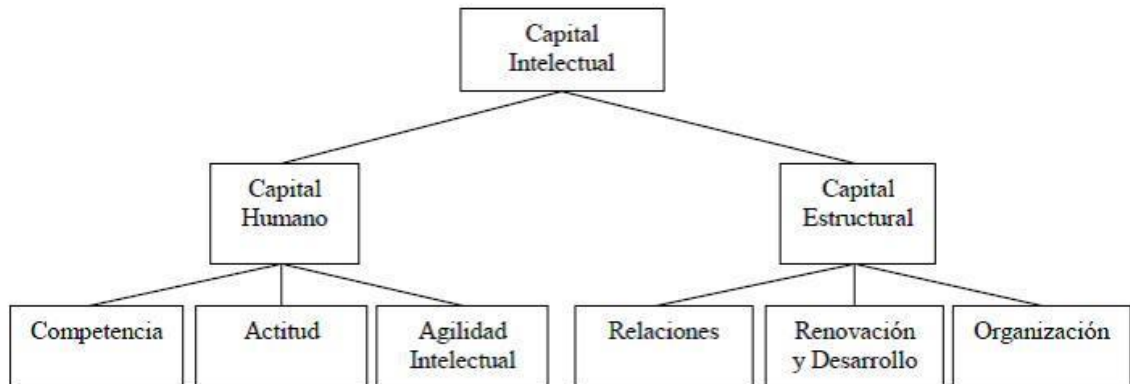 Capital
Intelectual
Capital
Humano
Capital
Estructural
Competencia
Actitud
Agilidad
Intelectual
Relaciones
Renovación
y Desarrollo
Organización